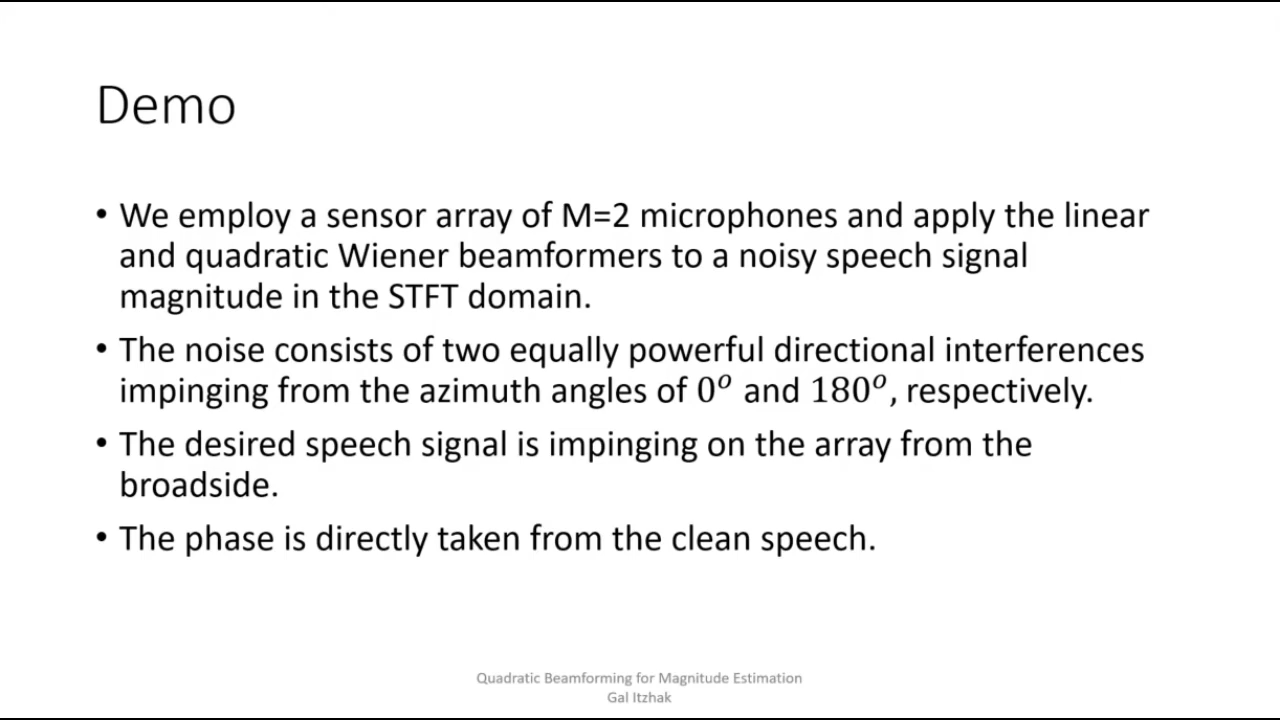 Demo
• We employ a sensor array of M=2 microphones and apply the linear
and quadratic Wiener beamformers to a noisy speech signal
magnitude in the STFT domain.
• The noise consists of two equally powerful directional interferences
impinging from the azimuth angles of 0ᵒ and 180ᵒ, respectively.
• The desired speech signal is impinging on the array from the
broadside.
• The phase is directly taken from the clean speech.
Quadratic Beamforming for Magnitude Estimation
Gal Itzhak